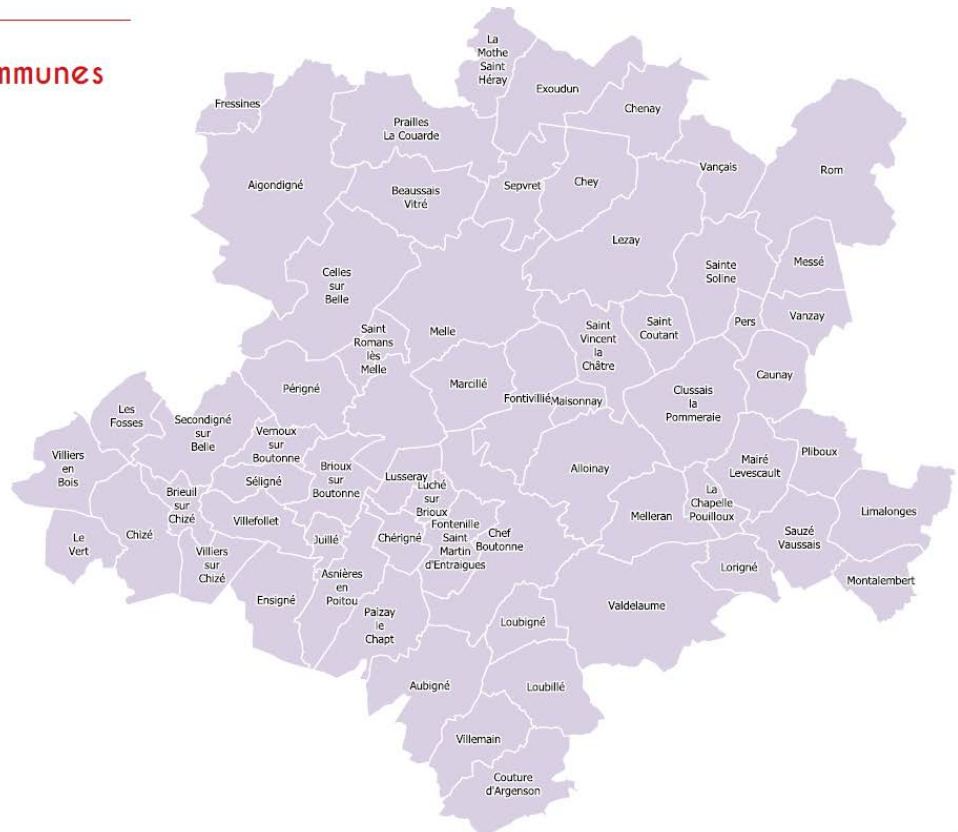 mmunes
La
Mothe
Saint
Héray
Exoudun
Chenay
Fressines
Prailles
La Couarde
Aigondigné
Beaussais
Vitré
Sepvret
Chey
Vançais
Rom
Lezay
Celles
sur
Belle
Sainte
Soline
Messé
Saint
Romans
lès
Melle
Melle
Saint
Vincent
la
Châtre
Saint
Coutant
Pers
Vanzay
Périgné
Marcillé
Fontivillié
Maisonnay
Clussais
la
Pommeraie
Caunay
Les
Fosses
Secondigné
sur
Belle
Vernoux
sur
Boutonne
Villiers
en
Bois
Séligné
Brioux
sur
Boutonne
Lusseray
Luché
sur
Brioux
Alloinay
Mairé
Levescault
Pliboux
Brieuil
sur
Chizé
Villefollet
La
Chapelle
Pouilloux
Melleran
Limalonges
Le
Vert
Chizé
Juillé
Chérigné
Fontenille
Saint
Martin
d'Entraigues
Chef
Boutonne
Sauzé
Vaussais
Villiers
sur
Chizé
Ensigné
Asnières
en
Poitou
Lorigné
Montalembert
Paizay
le
Chapt
Loubigné
Valdelaume
Aubigné
Loubillé
Villemain
Couture
d'Argenson